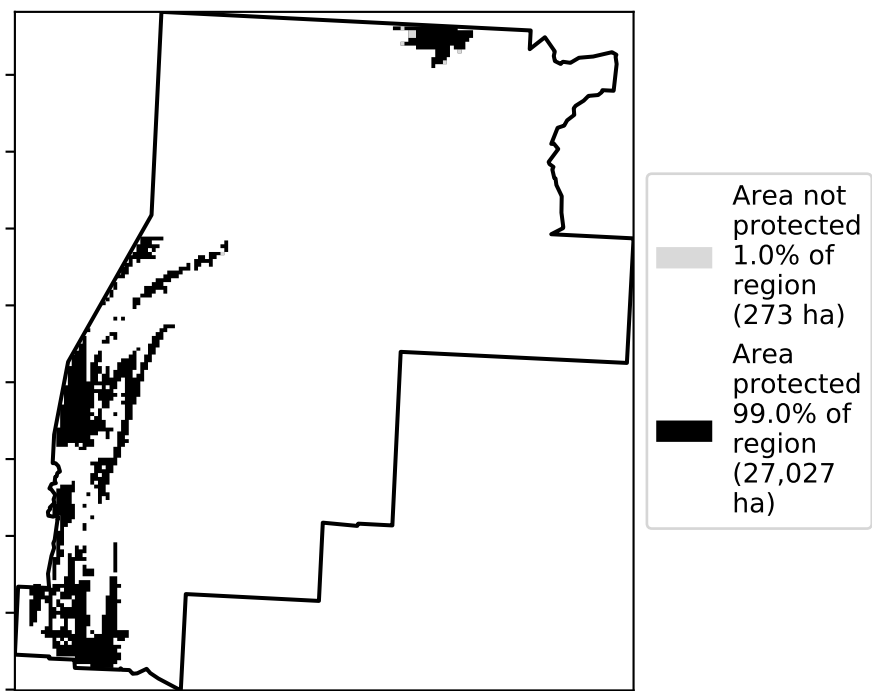 Area not
protected
1.0% of
region
(273 ha)
Area
protected
99.0% of
region
(27,027
ha)